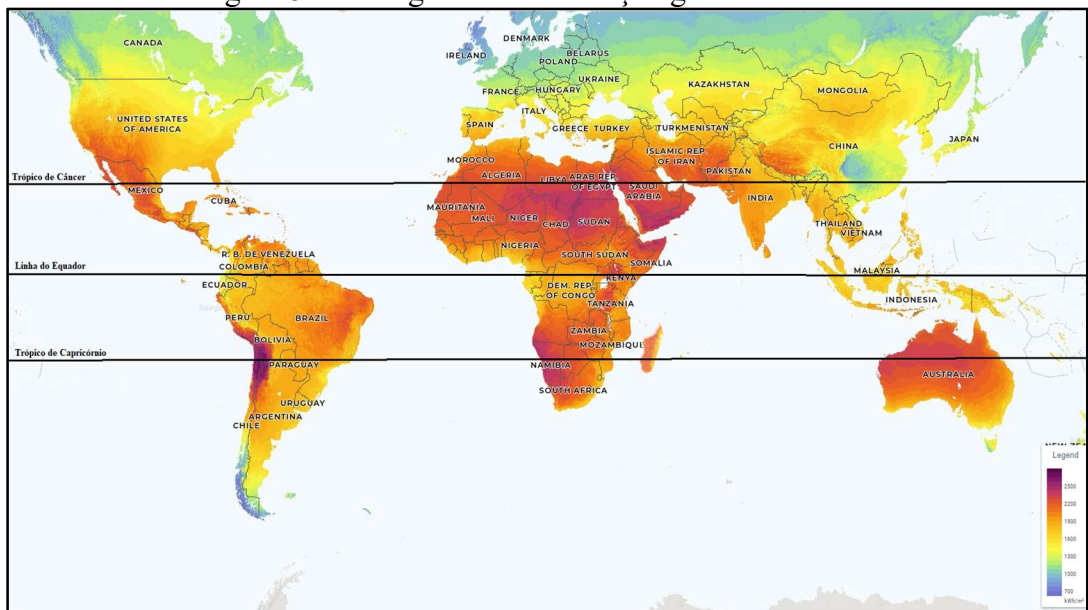 CANADA
IRELAND
DENMARK
BELARUS
POLAND
UKRAINE
FRANCE
HUNGARY
KAZAKHSTAN
MONGOLIA
ITALY
UNITED STATES
OF AMERICA
SPAIN
GREECE
TURKEY
TURKMENISTAN
JAPAN
CHINA
MOROCCO
ISLAMIC REP
OF IRAN
ALGERIA
LIBYA
ARAB REP
OF EGYPT
PAKISTAN
Trópico de Câncer
MEXICO
SAUDI
ARABIA
INDIA
CUBA
MAURITANIA
MALI
NIGER
CHAD
SUDAN
THAILAND
VIETNAM
NIGERIA
R. B. DE VENEZUELA
SOUTH SUDAN
SOMALIA
Linha do Equador
COLOMBIA
MALAYSIA
ECUADOR
KENYA
DEM. REP
OF CONGO
INDONESIA
TANZANIA
PERU
BRAZIL
ZAMBIA
BOLIVIA
MOZAMBIQUE
Trópico de Capricórnio
PARAGUAY
NAMIBIA
AUSTRALIA
SOUTH AFRICA
URUGUAY
ARGENTINA
CHILE
Legend
2500
2200
1900
1600
1300
1000
700
kWh/m²